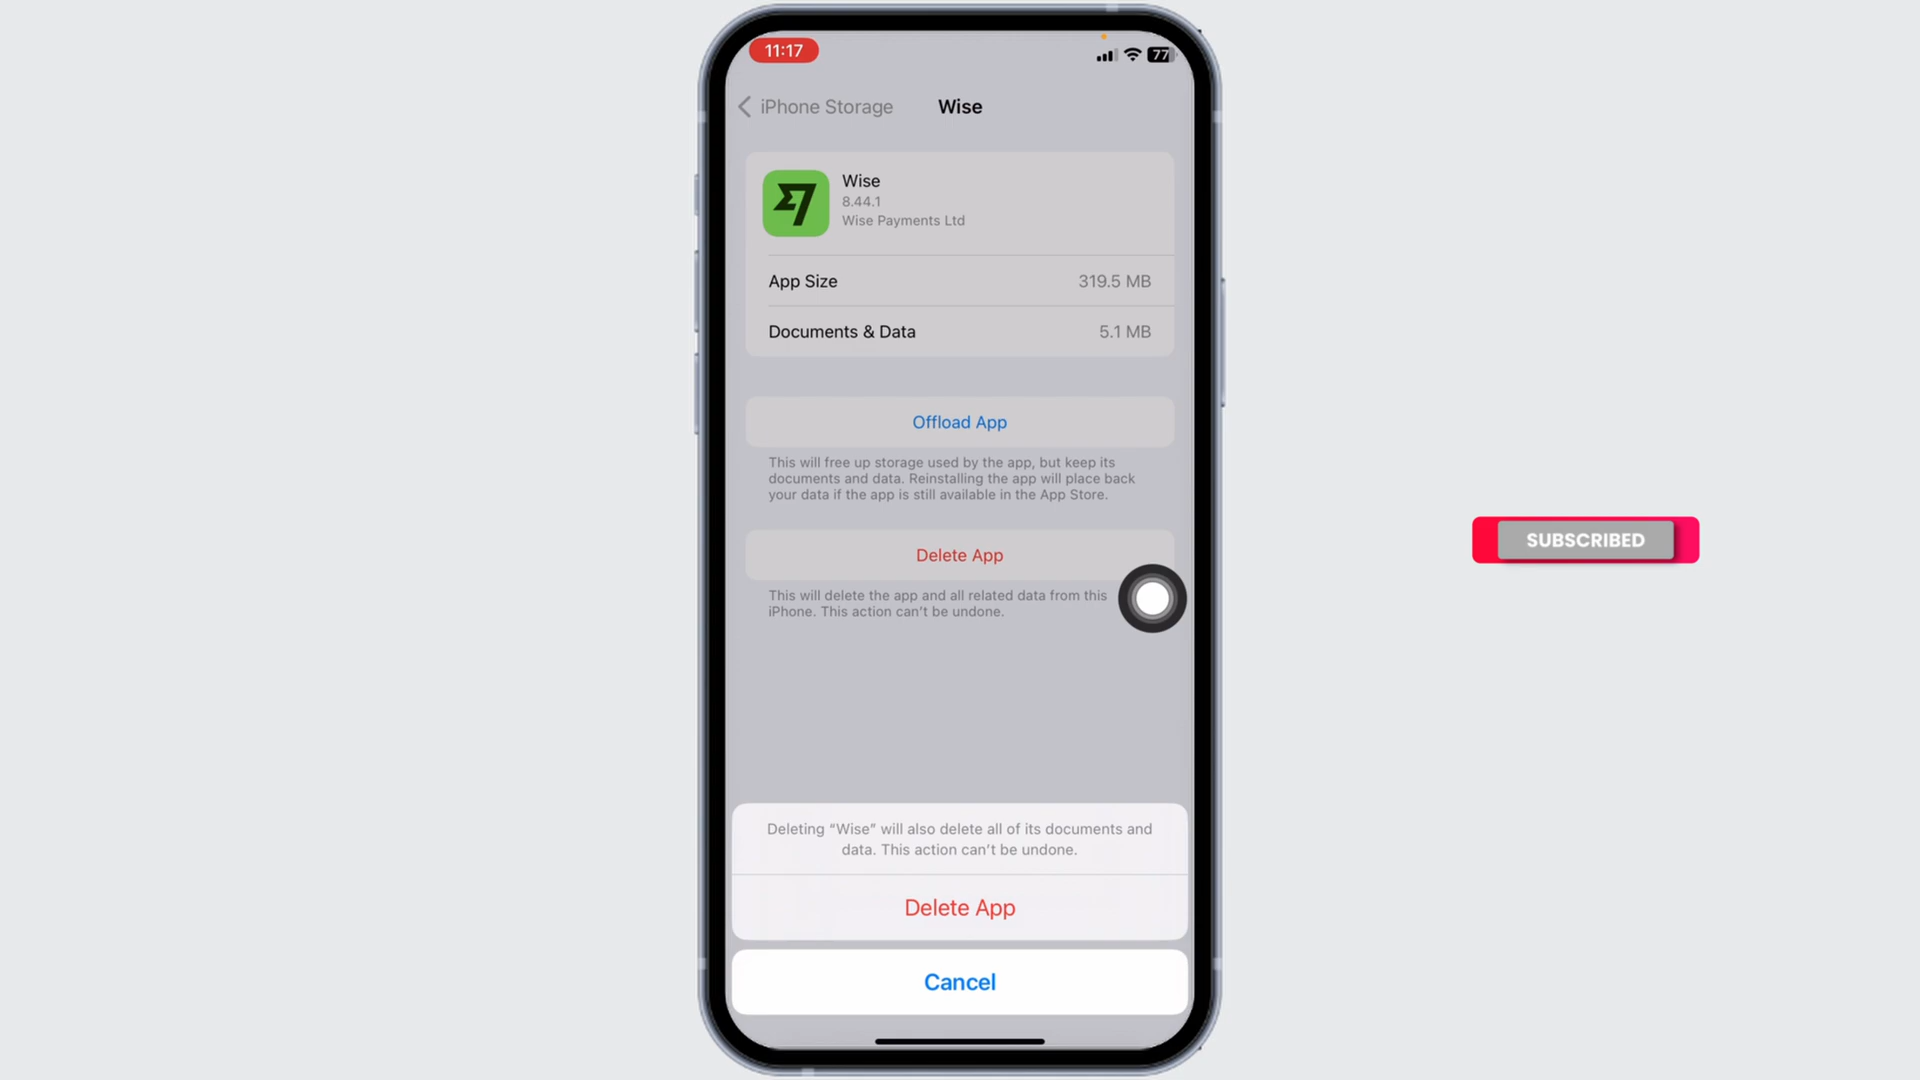 11:17
77
iPhone Storage
Wise
Wise
8.44.1
Wise Payments Ltd
App Size
319.5 MB
Documents & Data
5.1 MB
Offload App
This will free up storage used by the app, but keep its
documents and data. Reinstalling the app will place back
your data if the app is still available in the App Store.
Delete App
This will delete the app and all related data from this
iPhone. This action can't be undone.
SUBSCRIBED
Deleting “Wise” will also delete all of its documents and
data. This action can't be undone.
Delete App
Cancel